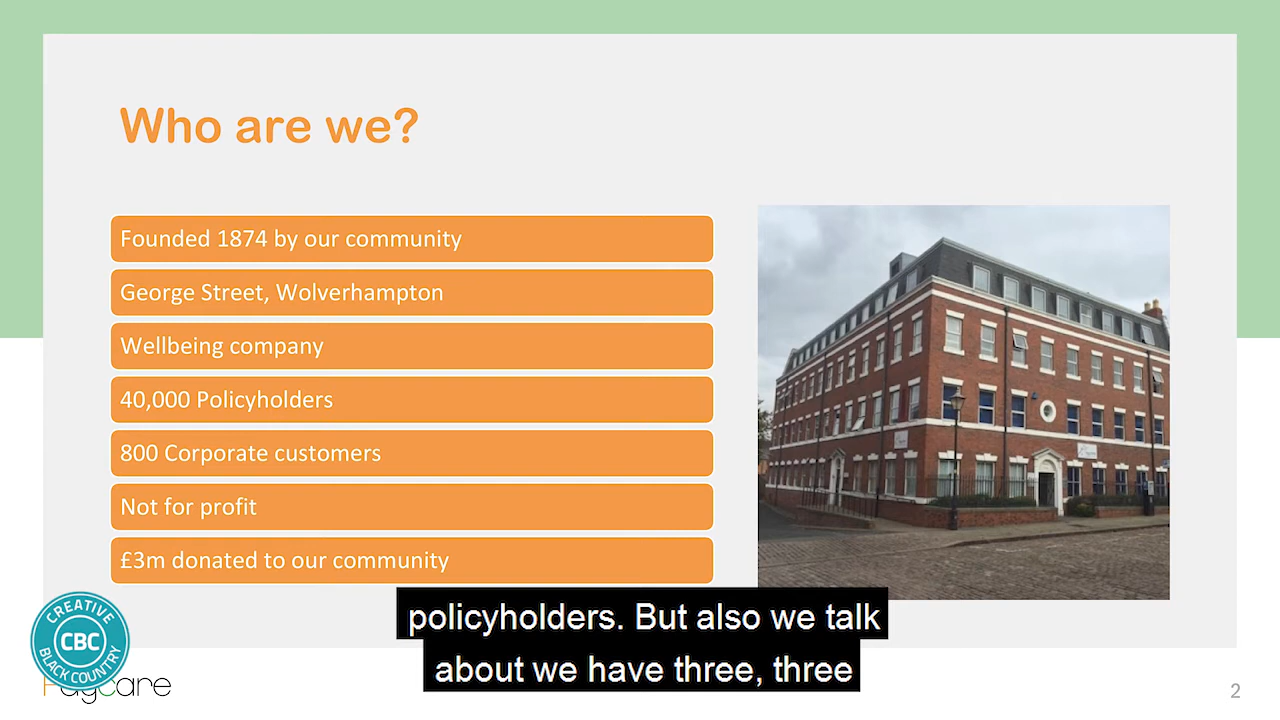 Who are we?
Founded 1874 by our community
George Street, Wolverhampton
Wellbeing company
40,000 Policyholders
800 Corporate customers
Not for profit
£3m donated to our community
policyholders. But also we talk
about we have three, three
CREATIVE
CBC
BLACK COUNTRY
Paycare
2